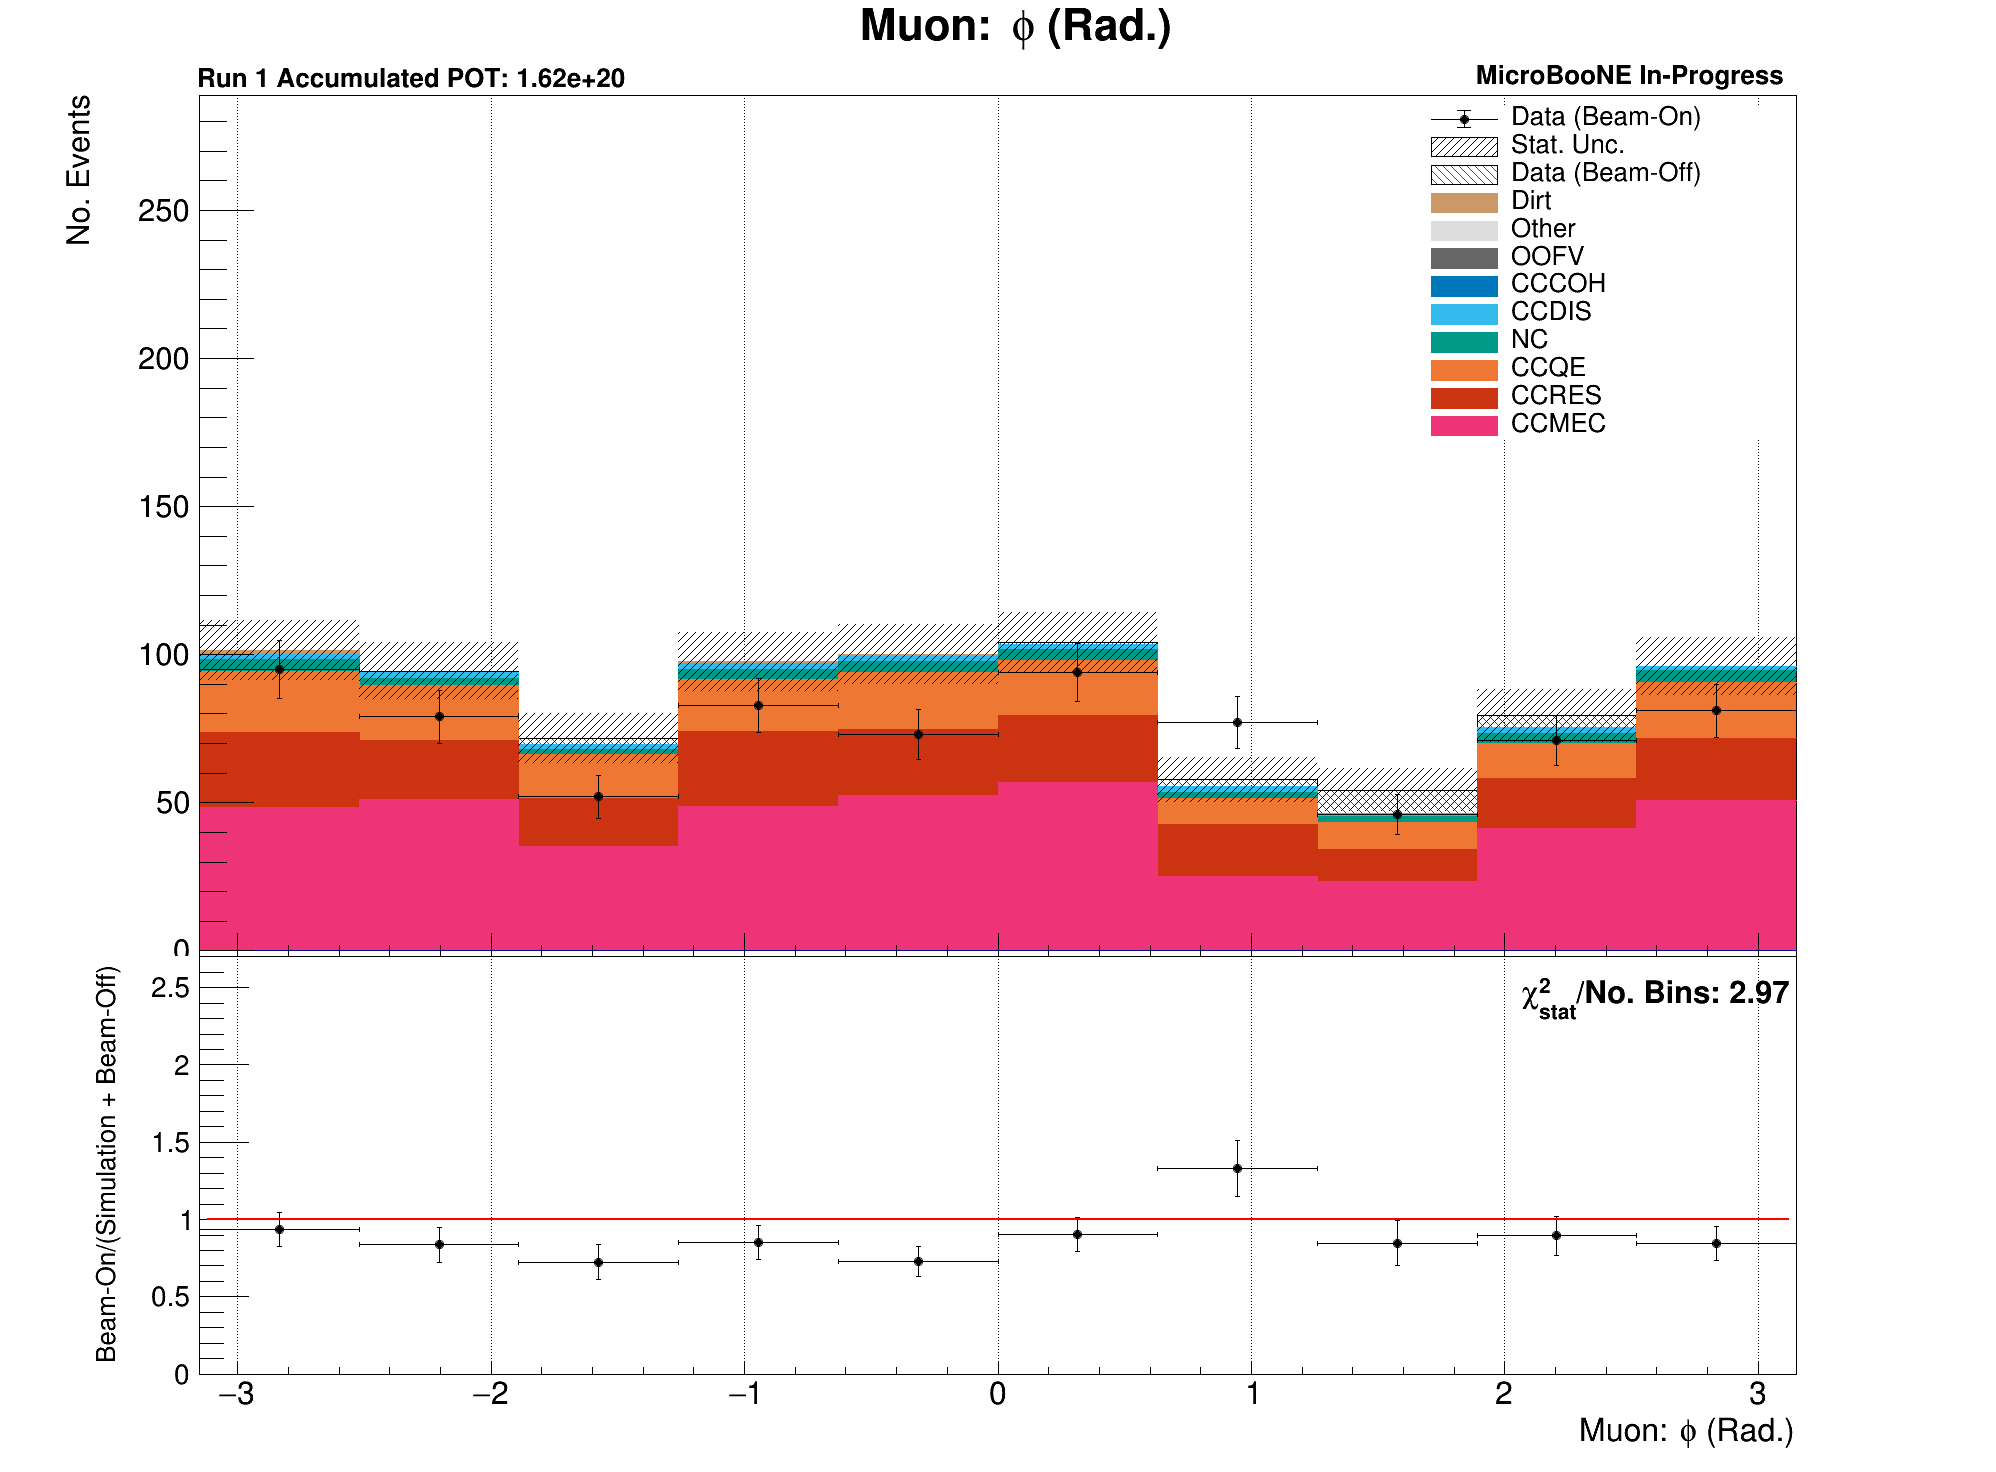 Muon: ϕ (Rad.)
Run 1 Accumulated POT: 1.62e+20
MicroBooNE In-Progress
No. Events
250
200
150
100
50
0
Data (Beam-On)
Stat. Unc.
Data (Beam-Off)
Dirt
Other
OOFV
CCCOH
CCDIS
NC
CCQE
CCRES
CCMEC
Beam-On/(Simulation + Beam-Off)
2.5
2
1.5
1
0.5
0
χ²stat/No. Bins: 2.97
−3 −2 −1 0 1 2 3
Muon: ϕ (Rad.)